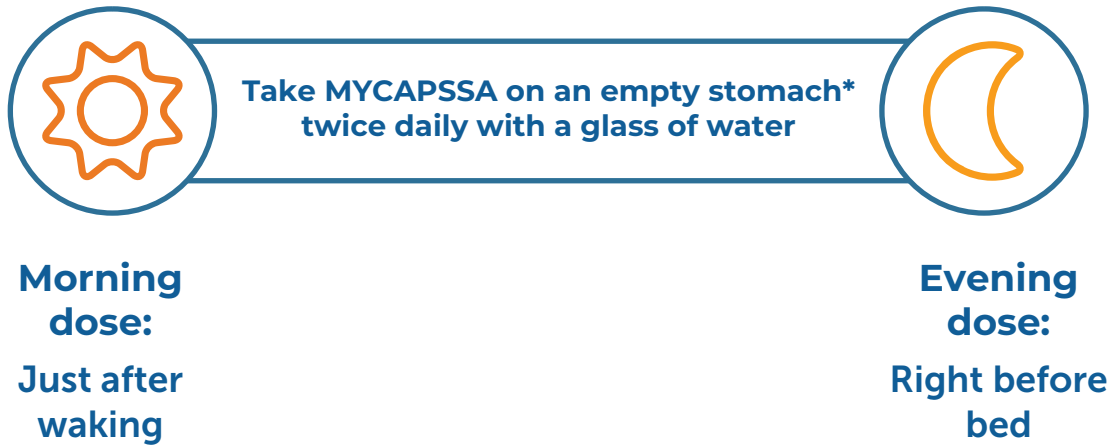 Take MYCAPSSA on an empty stomach*
twice daily with a glass of water
Morning
dose:
Just after
waking
Evening
dose:
Right before
bed